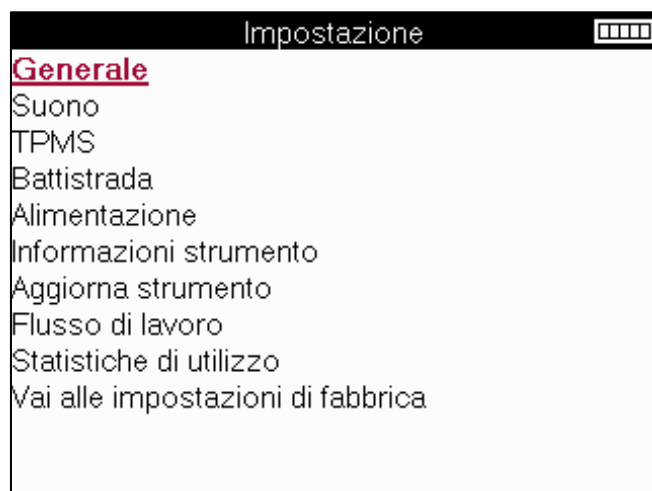 Impostazione
Generale
Suono
TPMS
Battistrada
Alimentazione
Informazioni strumento
Aggiorna strumento
Flusso di lavoro
Statistiche di utilizzo
Vai alle impostazioni di fabbrica